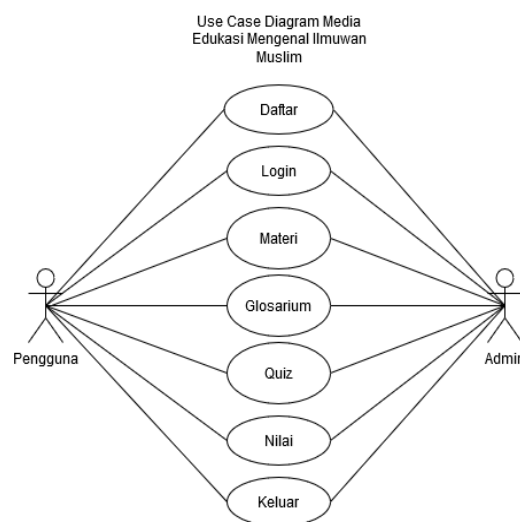 Use Case Diagram Media
Edukasi Mengenal Ilmuwan
Muslim
Daftar
Login
Materi
Glosarium
Pengguna
Admin
Quiz
Nilai
Keluar